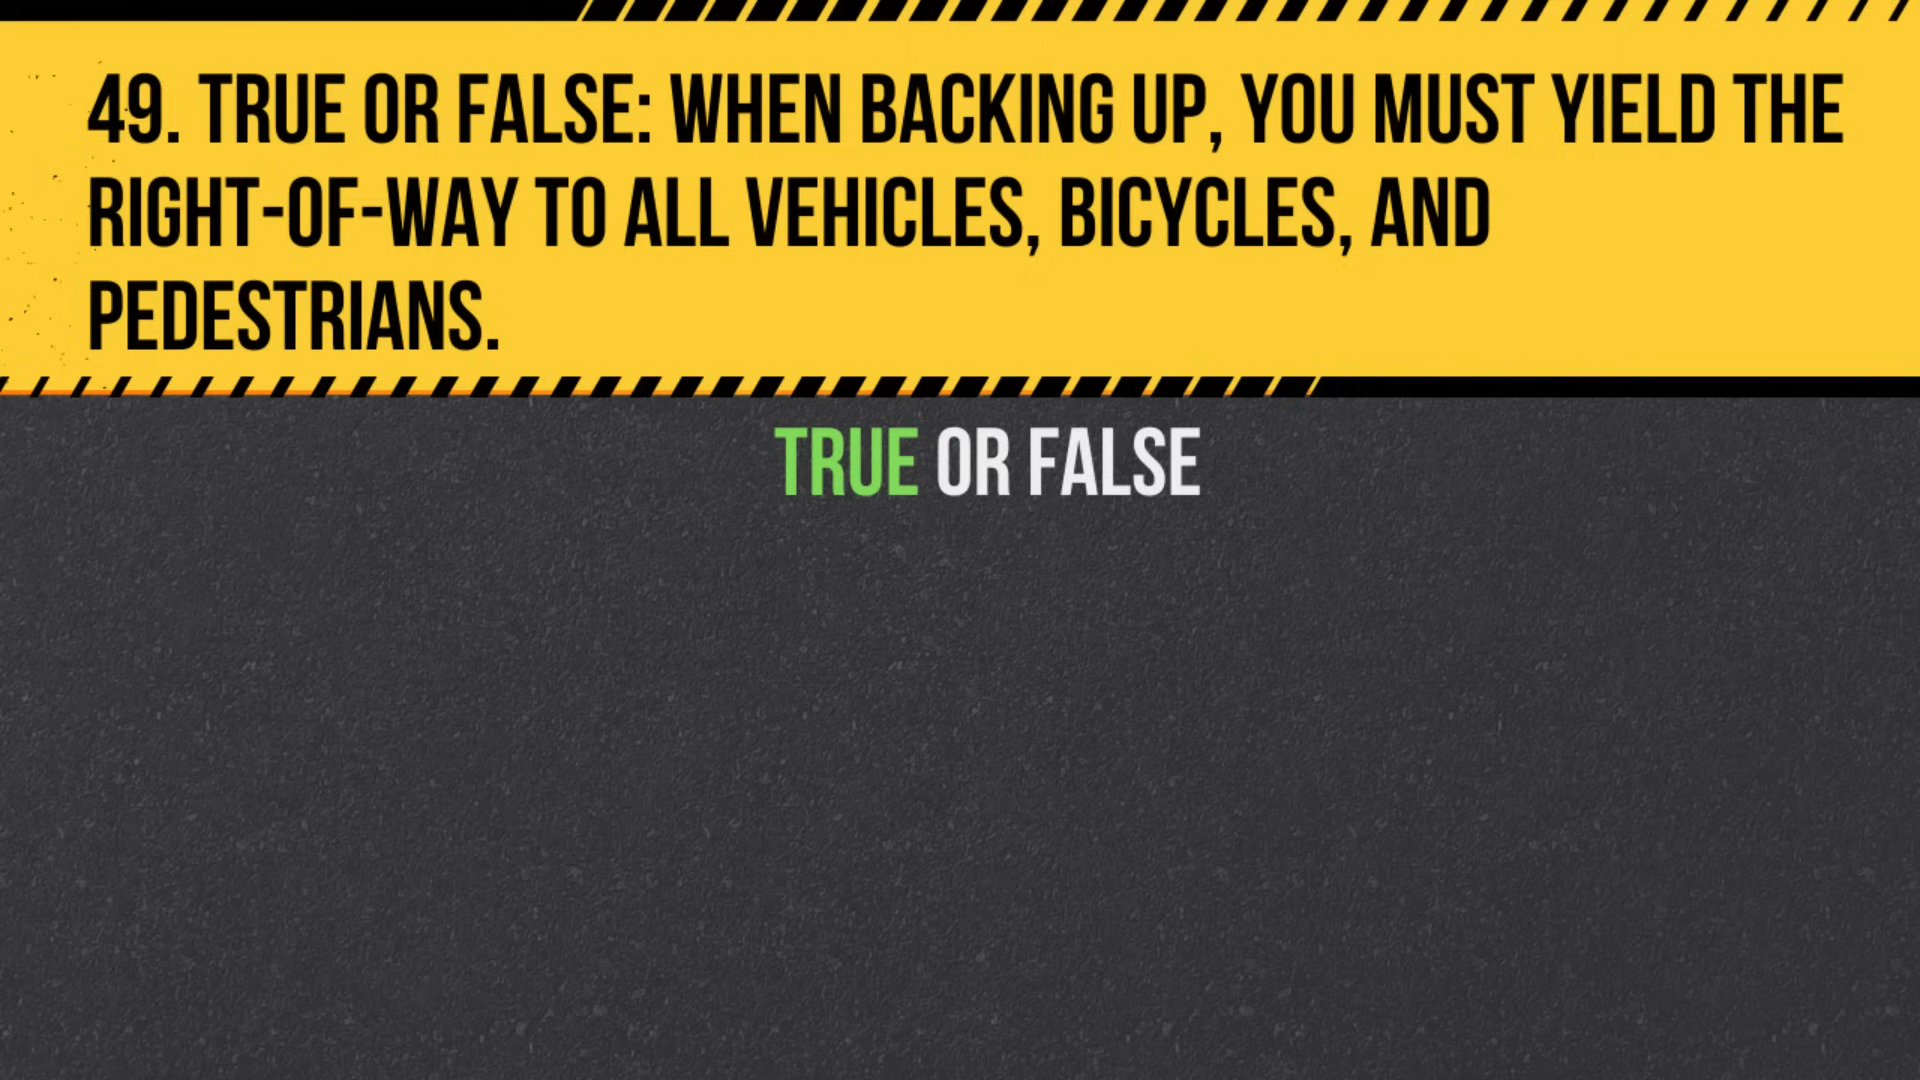 49. TRUE OR FALSE: WHEN BACKING UP, YOU MUST YIELD THE
RIGHT-OF-WAY TO ALL VEHICLES, BICYCLES, AND
PEDESTRIANS.
TRUE OR FALSE